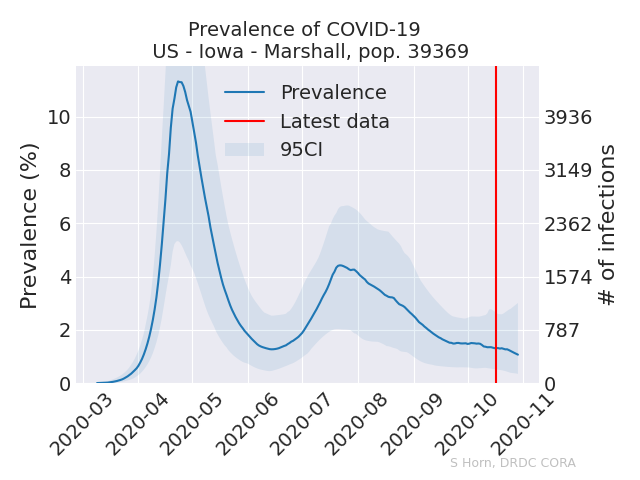 Prevalence of COVID-19
US - Iowa - Marshall, pop. 39369
Prevalence
Latest data
95CI
Prevalence (%)
10
8
6
4
2
0
# of infections
3936
3149
2362
1574
787
0
2020-03
2020-04
2020-05
2020-06
2020-07
2020-08
2020-09
2020-10
2020-11
S Horn, DRDC CORA